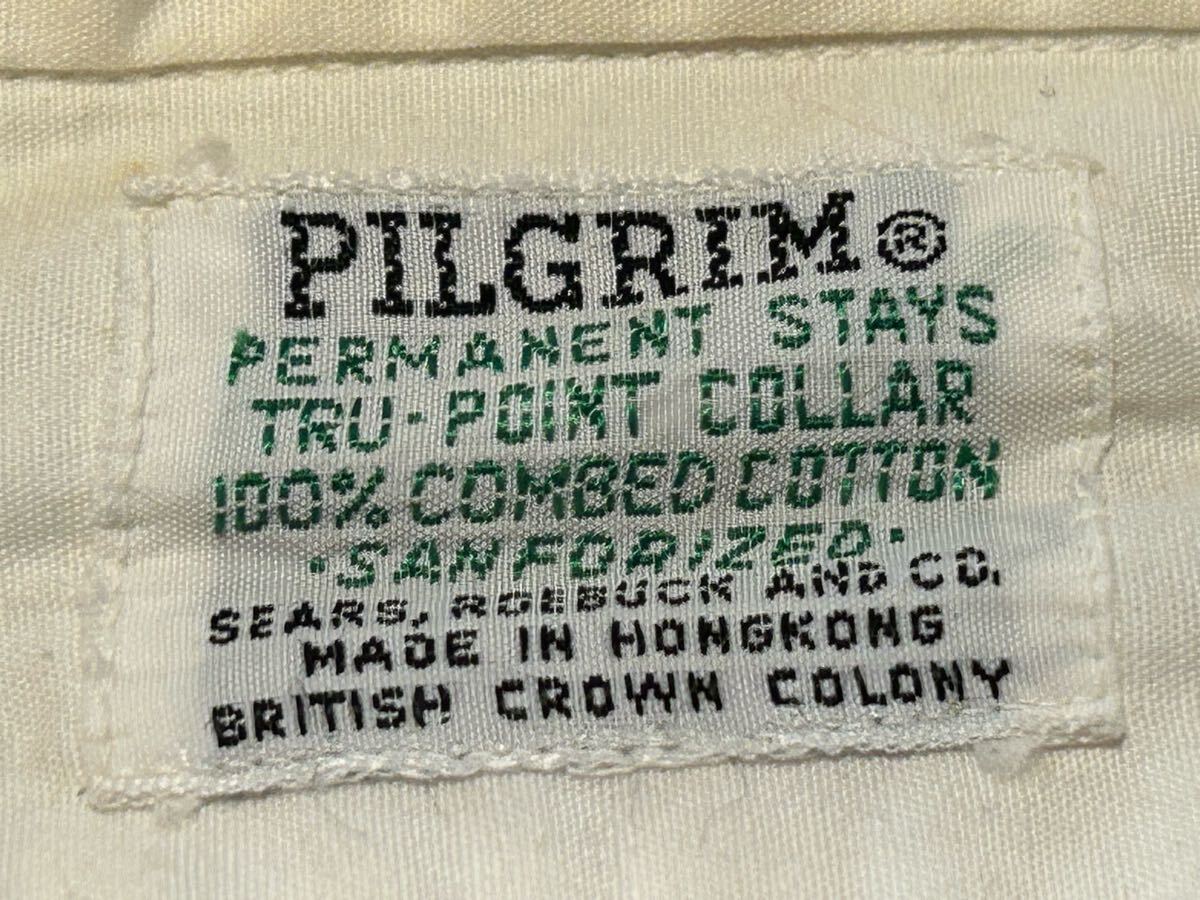 PILGRIM®
PERMANENT STAYS
TRU·POINT COLLAR
100% COMBED COTTON
·SANFORIZED·
SEARS, ROEBUCK AND CO.
MADE IN HONGKONG
BRITISH CROWN COLONY